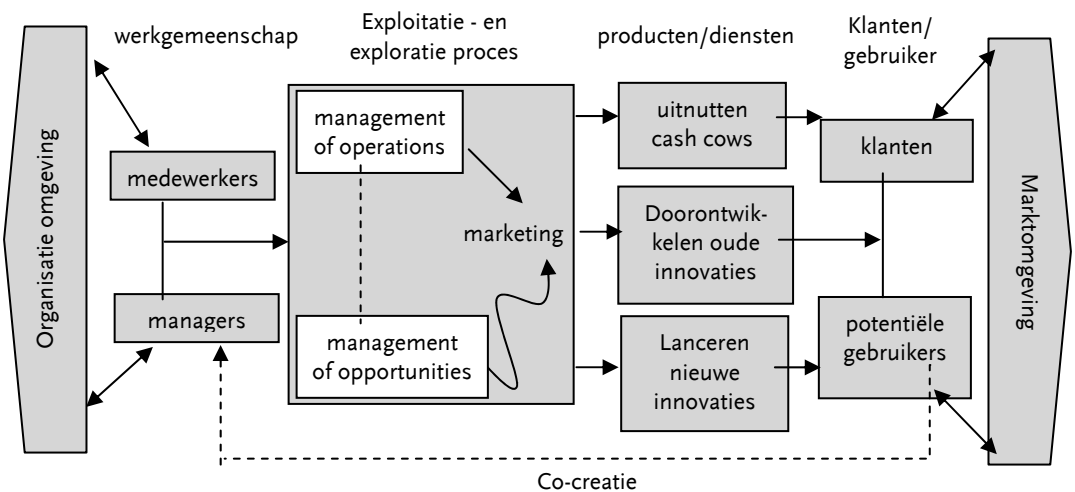 werkgemeenschap
Exploitatie - en
exploratie proces
producten/diensten
Klanten/
gebruiker
Organisatie omgeving
medewerkers
managers
management
of operations
marketing
management
of opportunities
uitnutten
cash cows
Doorontwik-
kelen oude
innovaties
Lanceren
nieuwe
innovaties
klanten
potentiële
gebruikers
Marktomgeving
Co-creatie